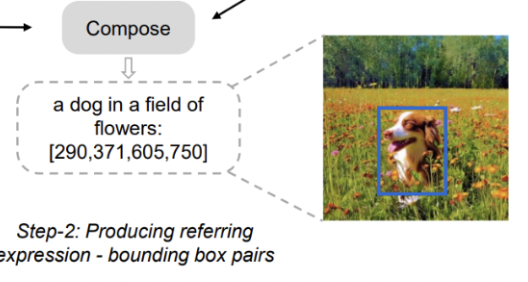 Compose
a dog in a field of
flowers:
[290,371,605,750]
Step-2: Producing referring
expression - bounding box pairs